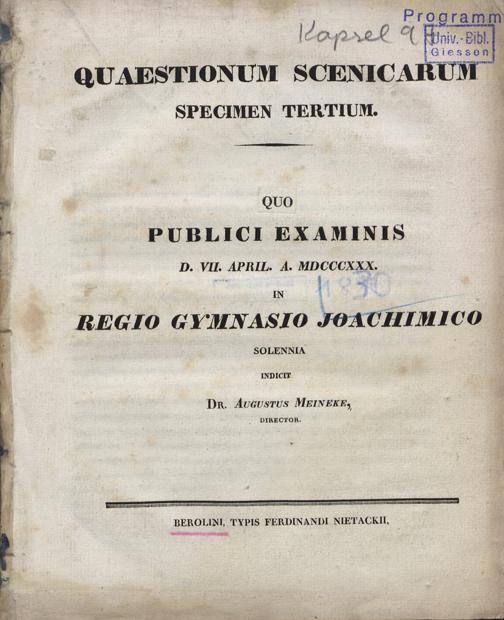 Programm
Kapsel 9
Univ.-Bibl.
Giessen
QUAESTIONUM SCENICARUM
SPECIMEN TERTIUM.
QUO
PUBLICI EXAMINIS
D. VII. APRIL. A. MDCCCXXX.
1830
IN
REGIO GYMNASIO JOACHIMICO
SOLENNIA
INDICIT
DR. AUGUSTUS MEINEKE,
DIRECTOR.
BEROLINI, TYPIS FERDINANDI NIETACKII,